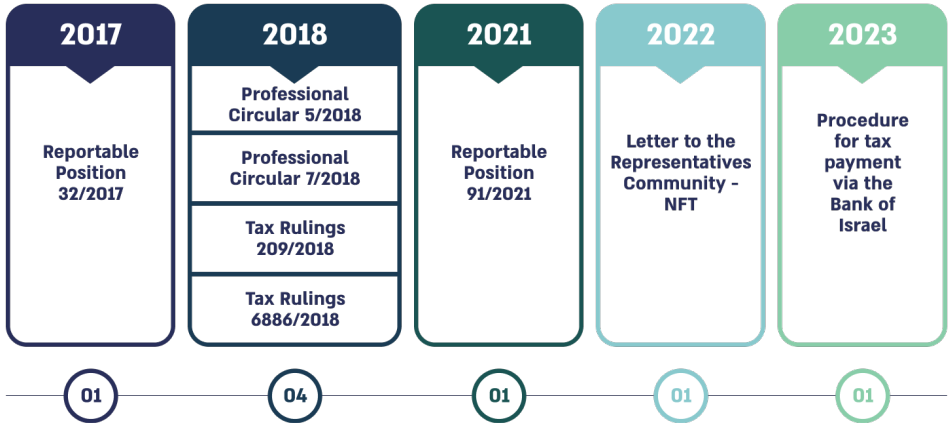 2017
Reportable
Position
32/2017
2018
Professional
Circular 5/2018
Professional
Circular 7/2018
Tax Rulings
209/2018
Tax Rulings
6886/2018
2021
Reportable
Position
91/2021
2022
Letter to the
Representatives
Community -
NFT
2023
Procedure
for tax
payment
via the
Bank of
Israel
01
04
01
01
01